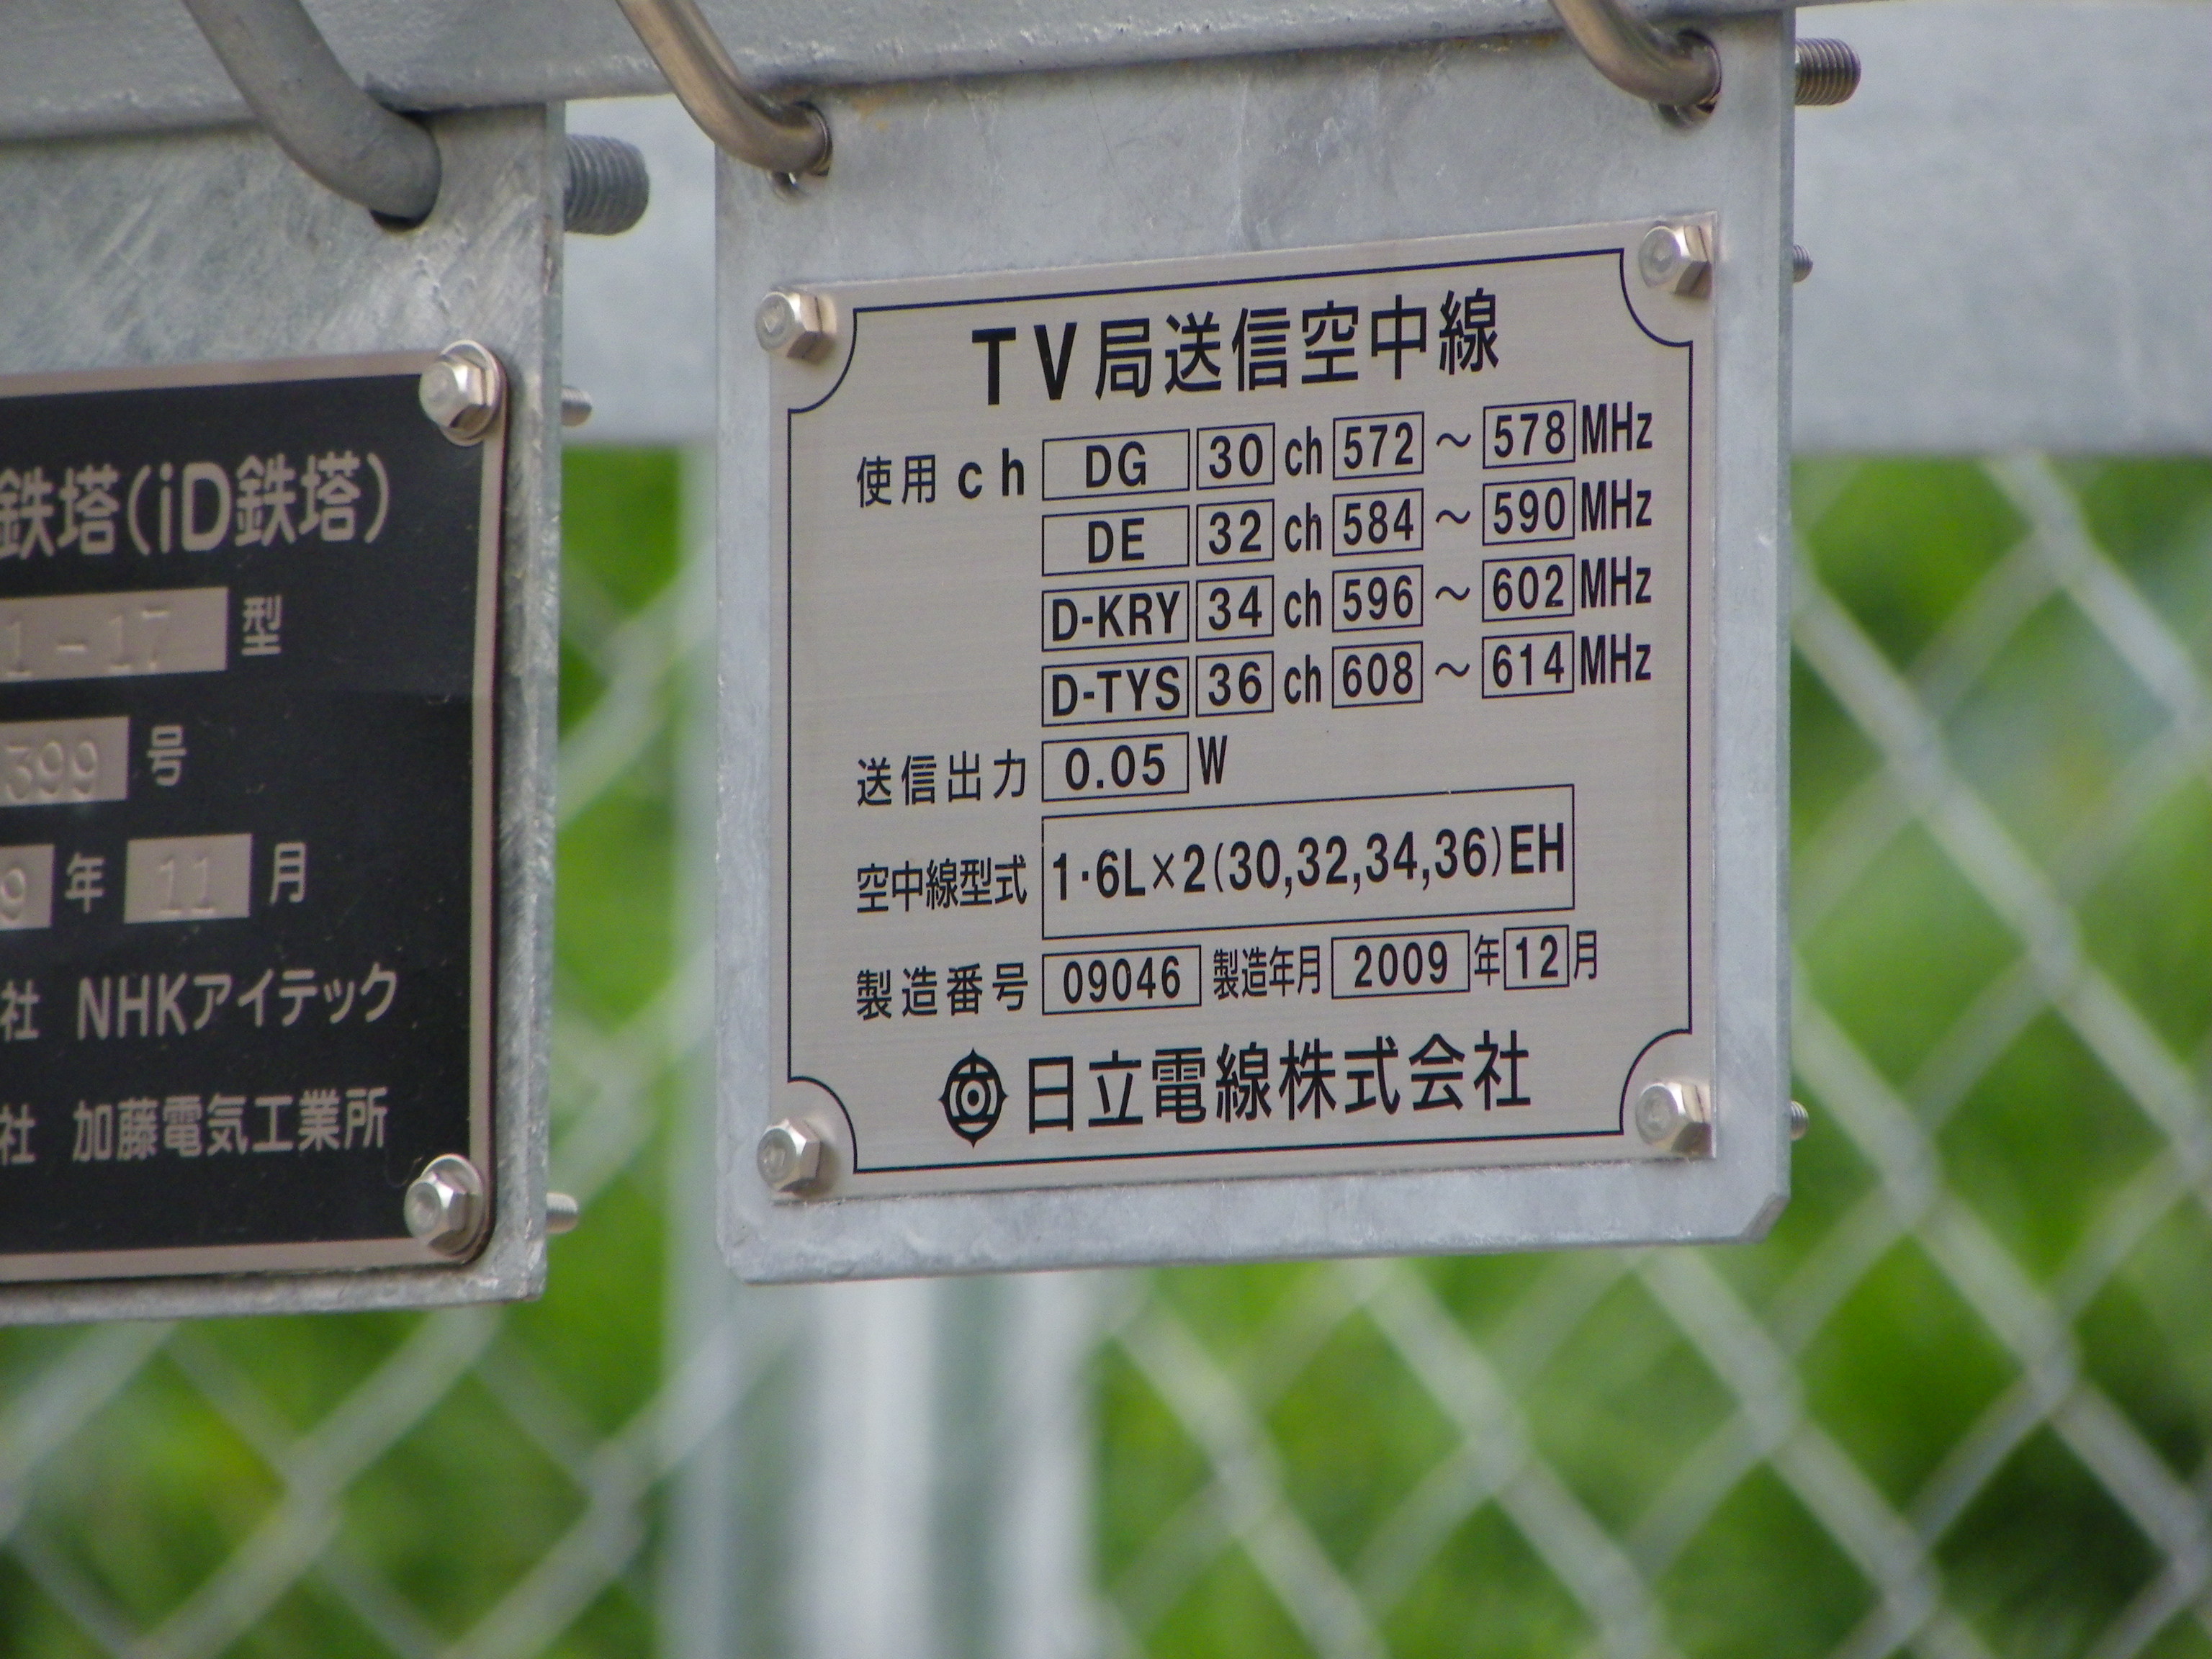 鉄塔(iD鉄塔)
1-17 型
399 号
9 年 11 月
社 NHKアイテック
社 加藤電気工業所
TV局送信空中線
使用ch DG 30 ch 572 ～ 578 MHz
DE 32 ch 584 ～ 590 MHz
D-KRY 34 ch 596 ～ 602 MHz
D-TYS 36 ch 608 ～ 614 MHz
送信出力 0.05 W
空中線型式 1·6L×2(30,32,34,36)EH
製造番号 09046 製造年月 2009 年 12 月
日立電線株式会社